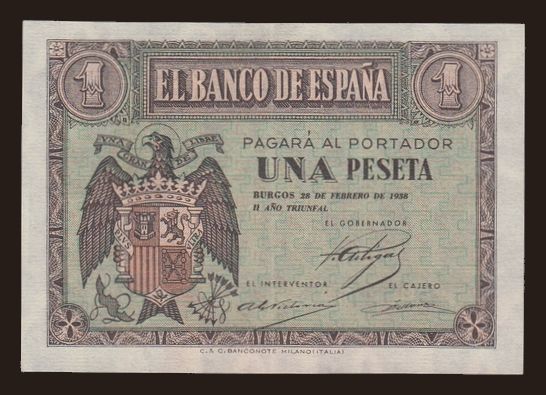 1 EL BANCO DE ESPAÑA 1
UNA GRANDE LIBRE
PAGARÁ AL PORTADOR
UNA PESETA
BURGOS 28 DE FEBRERO DE 1938
II AÑO TRIUNFAL
EL GOBERNADOR
EL INTERVENTOR
EL CAJERO
C. & C. BANCONOTE MILANO (ITALIA)